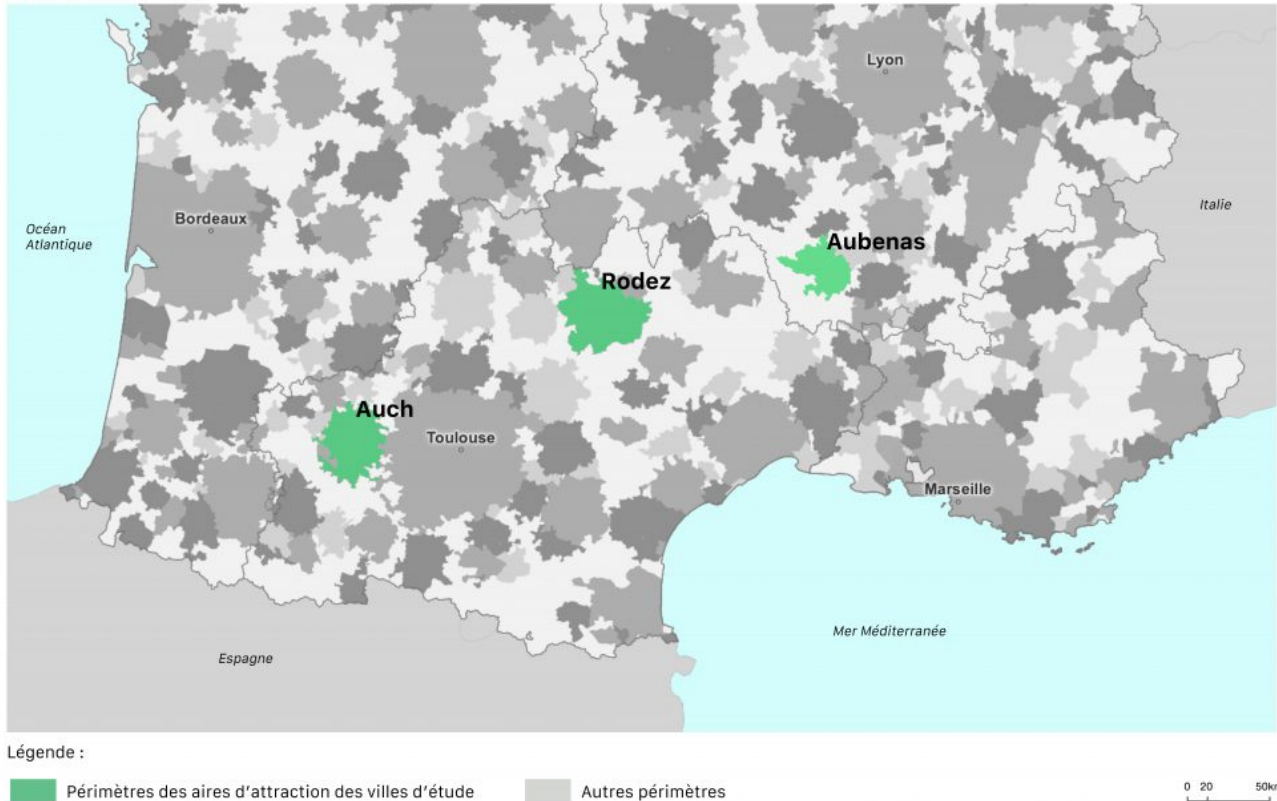 Lyon
Italie
Bordeaux
Océan
Atlantique
Aubenas
Rodez
Auch
Toulouse
Marseille
Mer Méditerranée
Espagne
Légende :
Périmètres des aires d'attraction des villes d'étude
Autres périmètres
0 20 50km